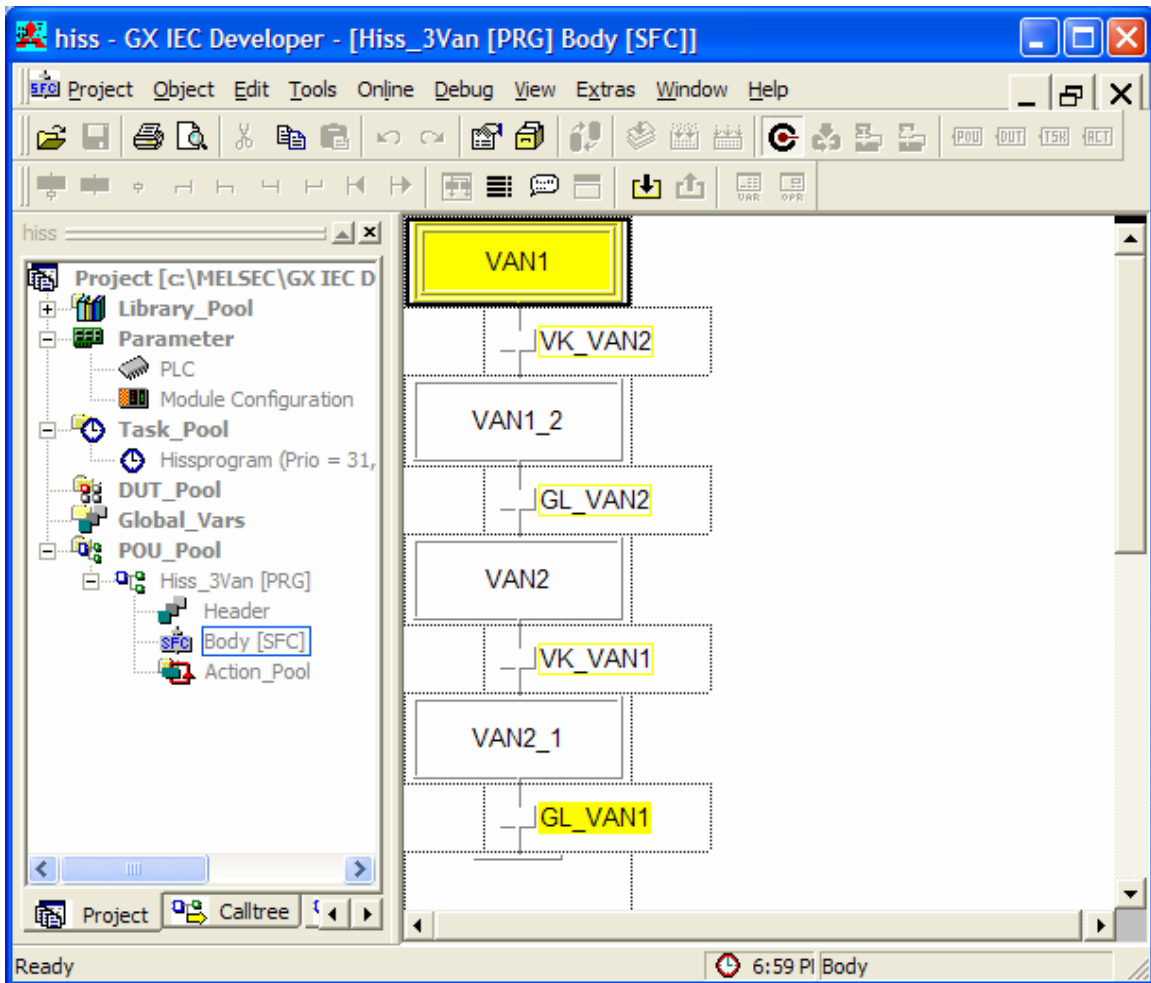 hiss - GX IEC Developer - [Hiss_3Van [PRG] Body [SFC]]
SFC Project Object Edit Tools Online Debug View Extras Window Help
POU DUT TSK ACT
VAR OPR
hiss
Project [c:\MELSEC\GX IEC D
Library_Pool
Parameter
PLC
Module Configuration
Task_Pool
Hissprogram (Prio = 31,
DUT_Pool
Global_Vars
POU_Pool
Hiss_3Van [PRG]
Header
SFC Body [SFC]
Action_Pool
VAN1
VK_VAN2
VAN1_2
GL_VAN2
VAN2
VK_VAN1
VAN2_1
GL_VAN1
Project Calltree
Ready 6:59 PI Body